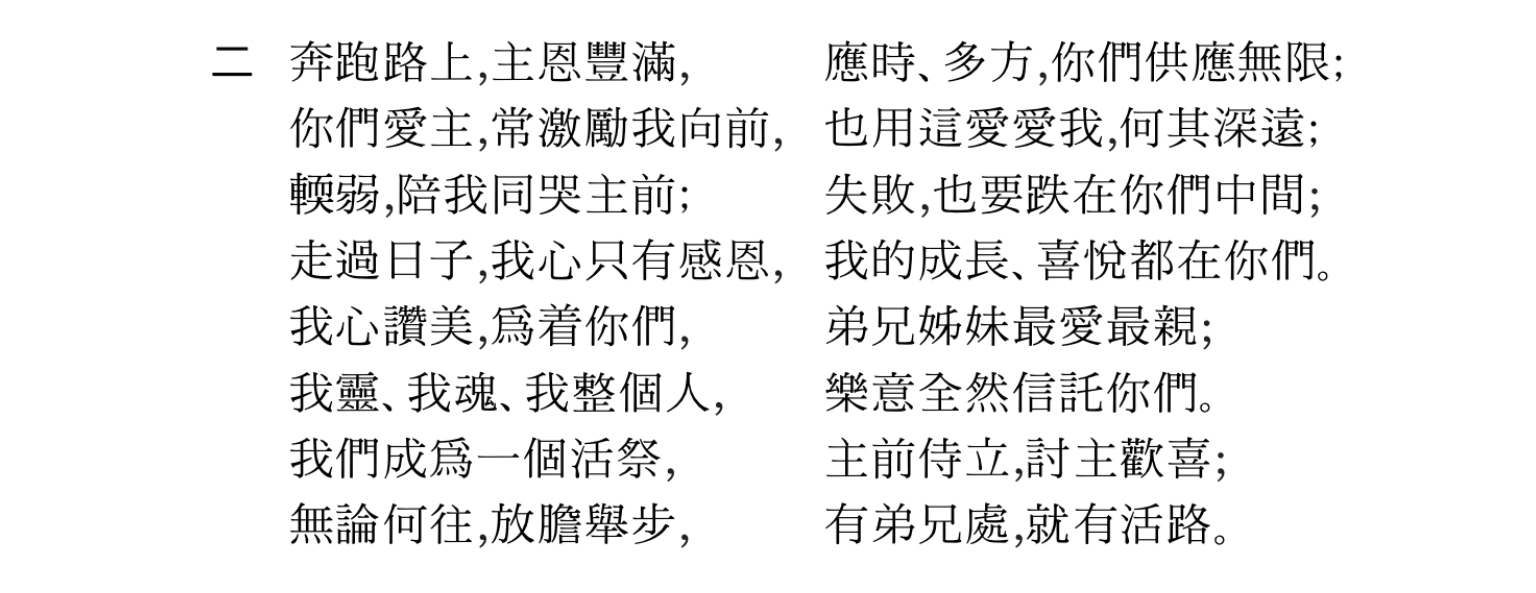 二 奔跑路上,主恩豐滿, 應時、多方,你們供應無限;
你們愛主,常激勵我向前, 也用這愛愛我,何其深遠;
輭弱,陪我同哭主前; 失敗,也要跌在你們中間;
走過日子,我心只有感恩, 我的成長、喜悅都在你們。
我心讚美,爲着你們, 弟兄姊妹最愛最親;
我靈、我魂、我整個人, 樂意全然信託你們。
我們成爲一個活祭, 主前侍立,討主歡喜;
無論何往,放膽舉步, 有弟兄處,就有活路。